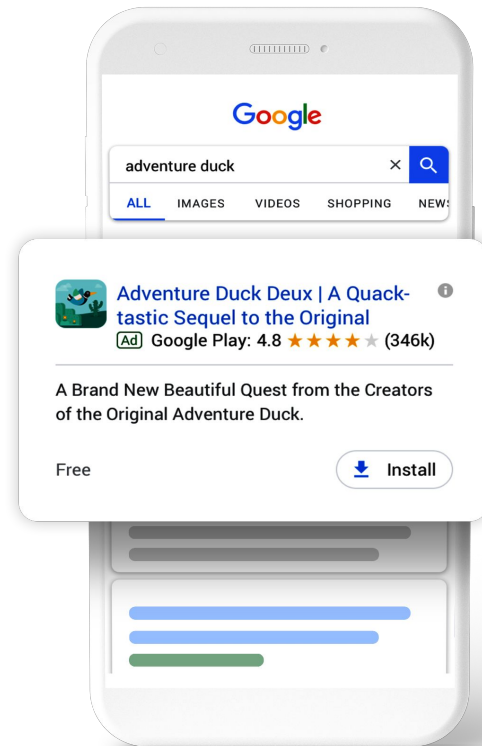 Google
adventure duck
ALL IMAGES VIDEOS SHOPPING NEWS
Adventure Duck Deux | A Quack-
tastic Sequel to the Original
Ad Google Play: 4.8 ★★★★★ (346k)
A Brand New Beautiful Quest from the Creators
of the Original Adventure Duck.
Free Install